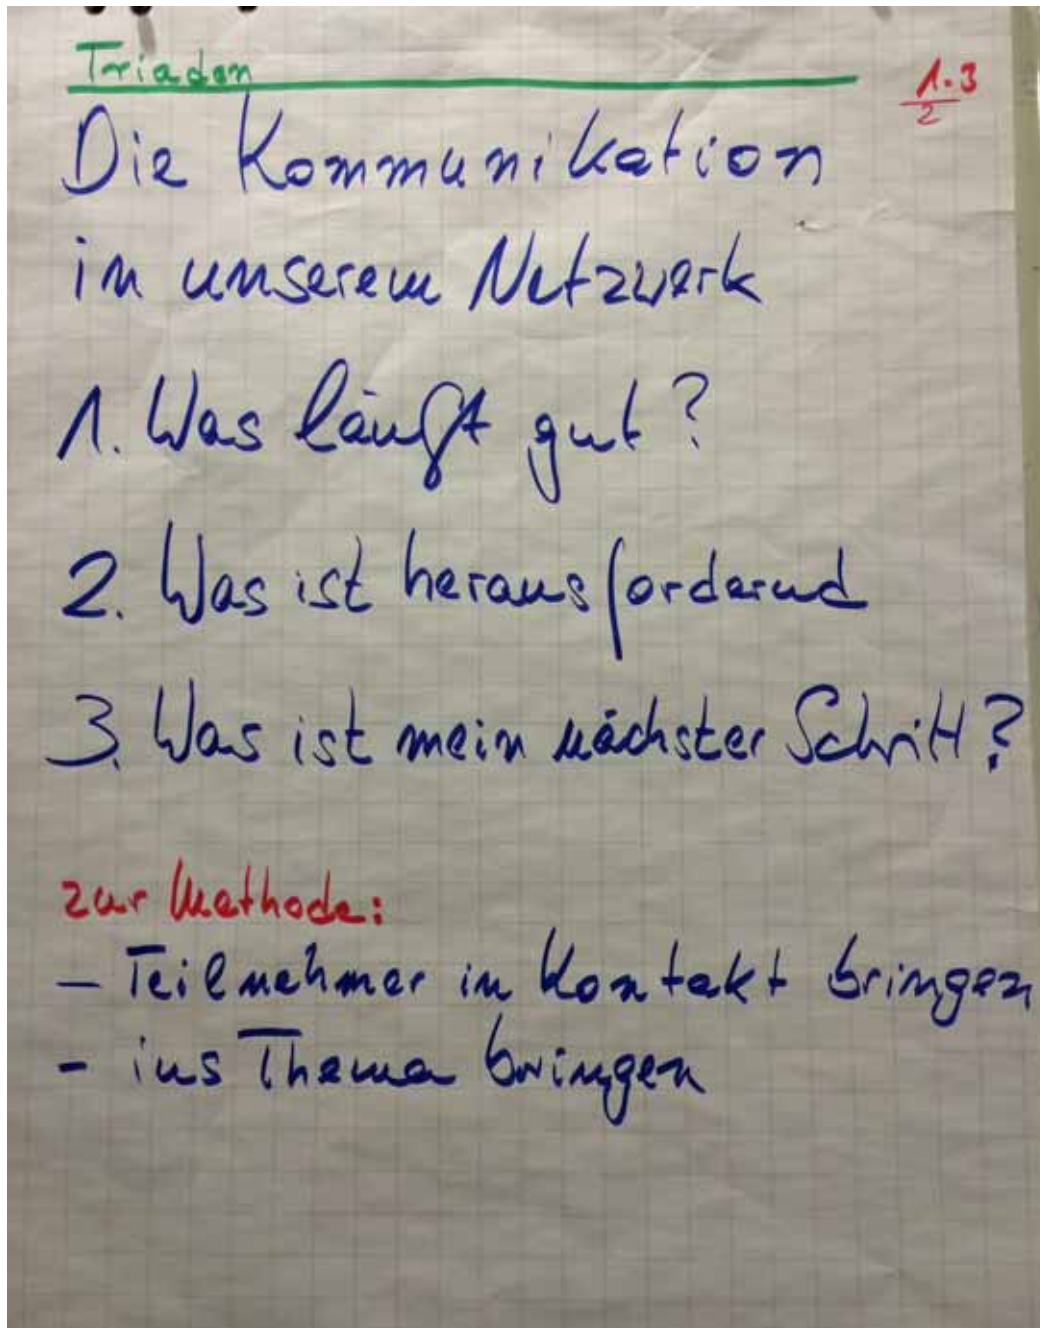 Triaden
1.3
2
Die Kommunikation
in unserem Netzwerk
1. Was läuft gut?
2. Was ist herausfordernd
3. Was ist mein nächster Schritt?
zur Methode:
- Teilnehmer in Kontakt bringen
- ins Thema bringen